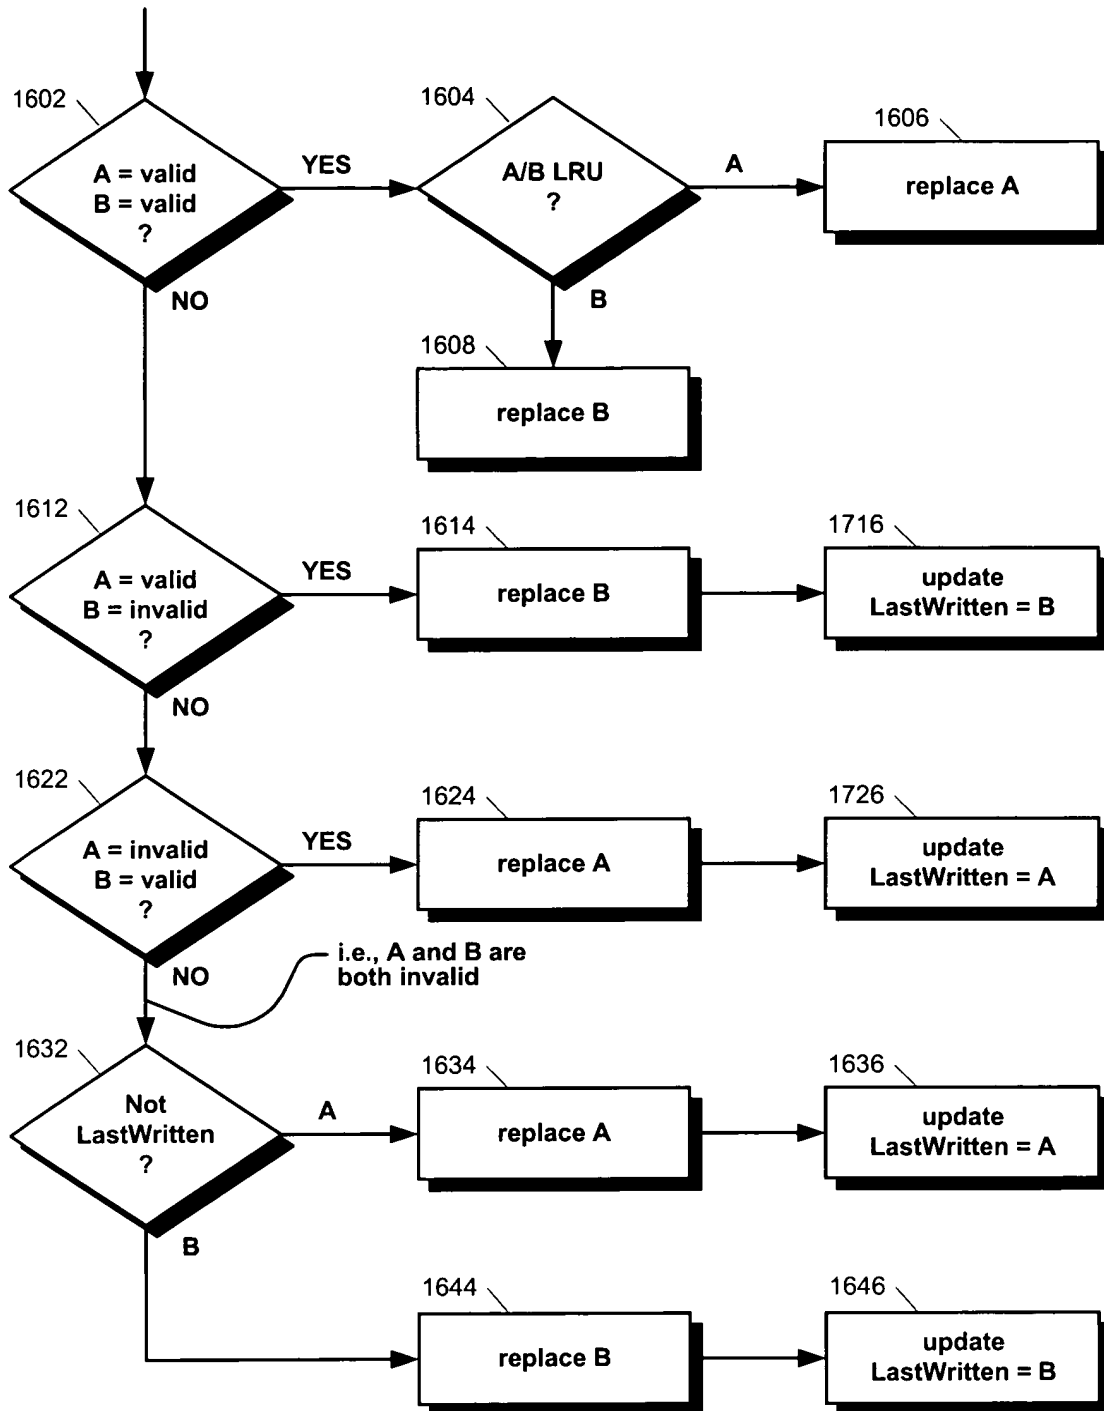 1602
A = valid
B = valid
?
YES
NO
1604
A/B LRU
?
A
B
1606
replace A
1608
replace B
1612
A = valid
B = invalid
?
YES
NO
1614
replace B
1716
update
LastWritten = B
1622
A = invalid
B = valid
?
YES
NO
1624
replace A
1726
update
LastWritten = A
i.e., A and B are
both invalid
1632
Not
LastWritten
?
A
B
1634
replace A
1636
update
LastWritten = A
1644
replace B
1646
update
LastWritten = B